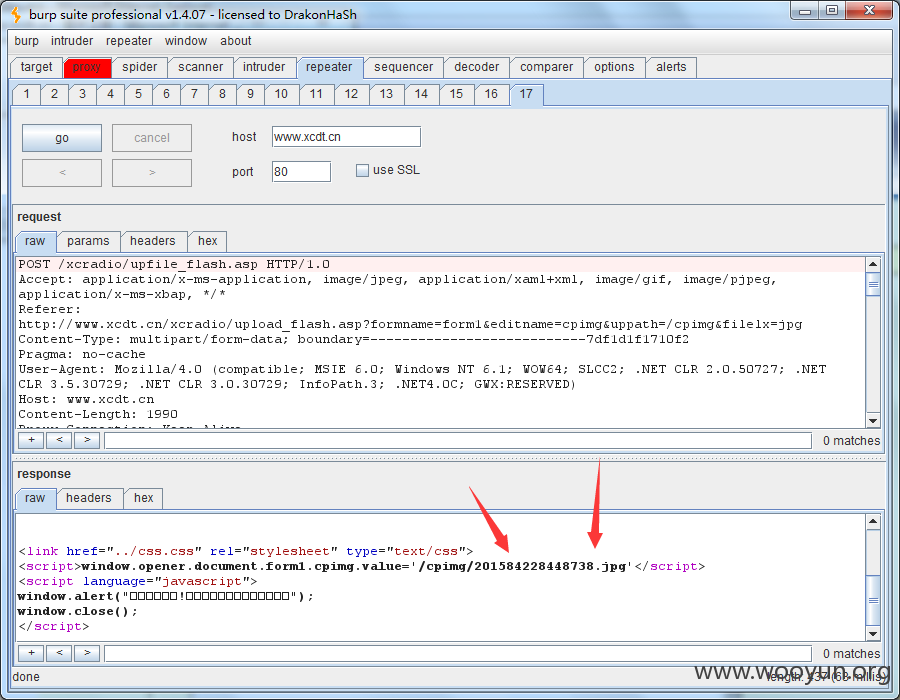 burp suite professional v1.4.07 - licensed to DrakonHaSh
burp intruder repeater window about
target proxy spider scanner intruder repeater sequencer decoder comparer options alerts
1 2 3 4 5 6 7 8 9 10 11 12 13 14 15 16 17
go cancel host www.xcdt.cn
< > port 80 use SSL
request
raw params headers hex
POST /xcradio/upfile_flash.asp HTTP/1.0
Accept: application/x-ms-application, image/jpeg, application/xaml+xml, image/gif, image/pjpeg,
application/x-ms-xbap, */*
Referer:
http://www.xcdt.cn/xcradio/upload_flash.asp?formname=form1&editname=cpimg&uppath=/cpimg&filelx=jpg
Content-Type: multipart/form-data; boundary=---------------------------7df1d1f1710f2
Pragma: no-cache
User-Agent: Mozilla/4.0 (compatible; MSIE 6.0; Windows NT 6.1; WOW64; SLCC2; .NET CLR 2.0.50727; .NET
CLR 3.5.30729; .NET CLR 3.0.30729; InfoPath.3; .NET4.0C; GWX:RESERVED)
Host: www.xcdt.cn
Content-Length: 1990
Proxy-Connection: Keep-Alive
+ < > 0 matches
response
raw headers hex
<link href="../css.css" rel="stylesheet" type="text/css">
<script>window.opener.document.form1.cpimg.value='/cpimg/201584228448738.jpg'</script>
<script language="javascript">
window.alert("□□□□□□!□□□□□□□□□□□□□");
window.close();
</script>
+ < > 0 matches
done length: 437 (63 millis)
www.wooyun.org